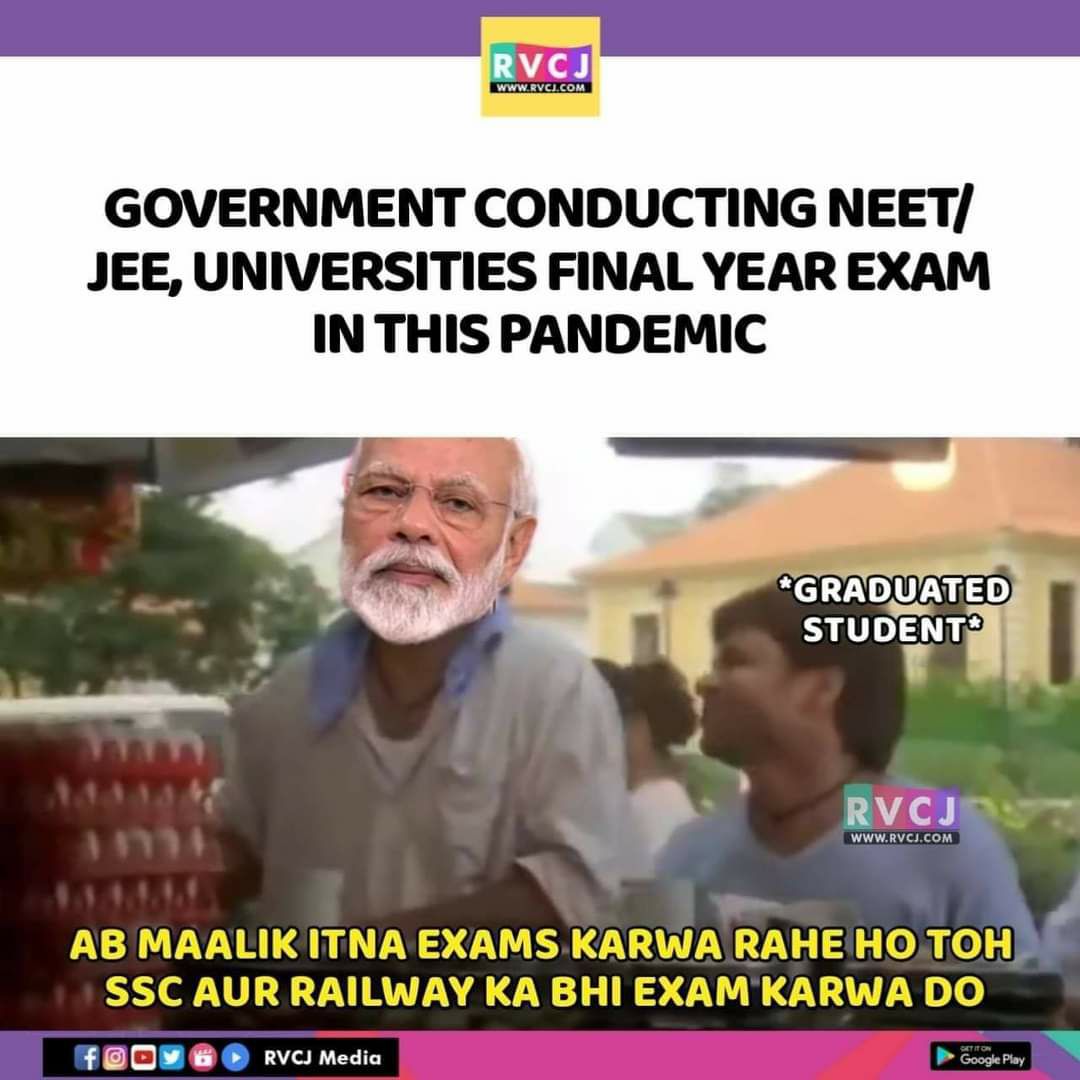 RVCJ
WWW.RVCJ.COM
GOVERNMENT CONDUCTING NEET/
JEE, UNIVERSITIES FINAL YEAR EXAM
IN THIS PANDEMIC
*GRADUATED
STUDENT*
RVCJ
WWW.RVCJ.COM
AB MAALIK ITNA EXAMS KARWA RAHE HO TOH
SSC AUR RAILWAY KA BHI EXAM KARWA DO
RVCJ Media
GET IT ON
Google Play